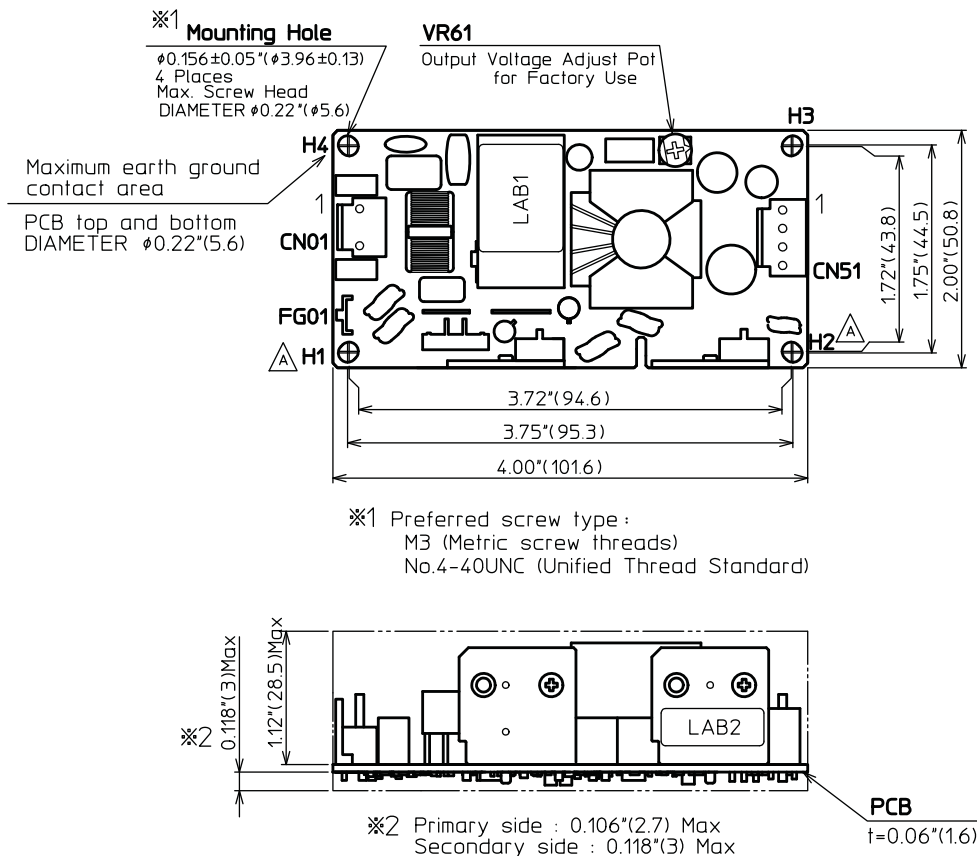 ※1 Mounting Hole
φ0.156±0.05"(φ3.96±0.13)
4 Places
Max. Screw Head
DIAMETER φ0.22"(φ5.6)
VR61
Output Voltage Adjust Pot
for Factory Use
H3
H4
Maximum earth ground
contact area
PCB top and bottom
DIAMETER φ0.22"(5.6)
LAB1
1
1
CN01
CN51
FG01
A H1
H2 A
1.72"(43.8)
1.75"(44.5)
2.00"(50.8)
3.72"(94.6)
3.75"(95.3)
4.00"(101.6)
※1 Preferred screw type :
M3 (Metric screw threads)
No.4-40UNC (Unified Thread Standard)
※2
0.118"(3)Max
1.12"(28.5)Max
LAB2
PCB
t=0.06"(1.6)
※2 Primary side : 0.106"(2.7) Max
Secondary side : 0.118"(3) Max